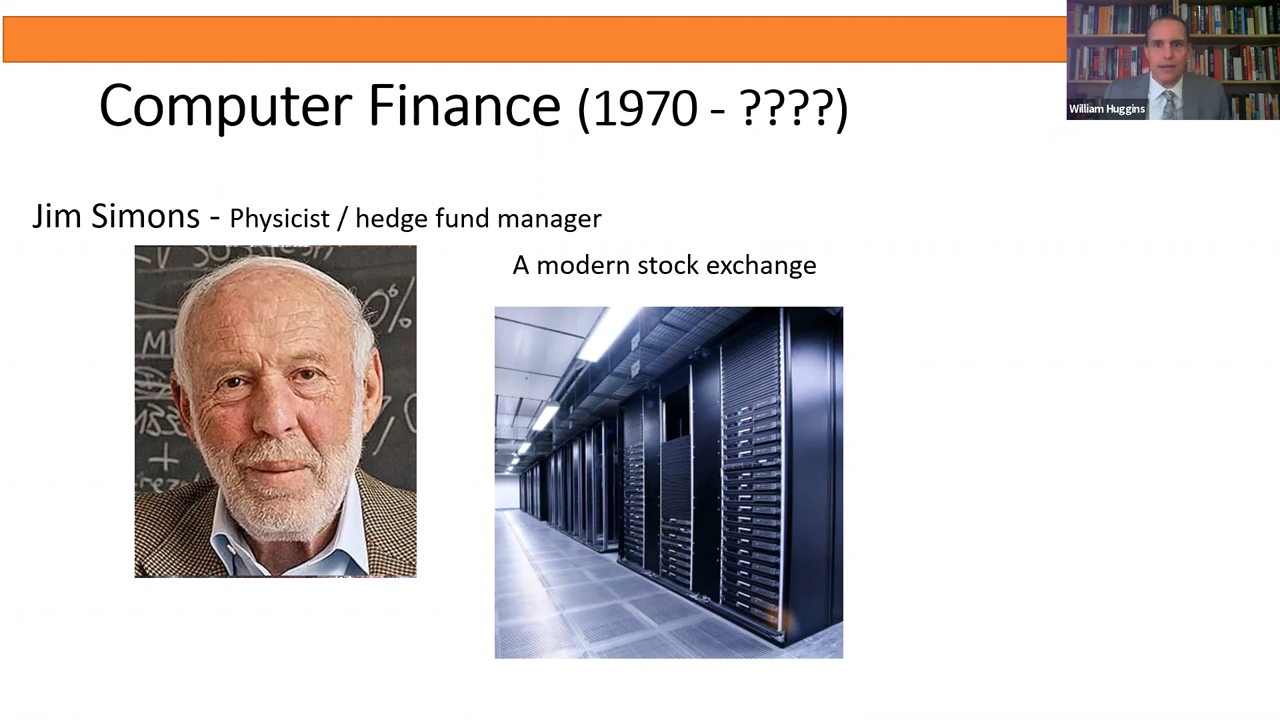 William Huggins
Computer Finance (1970 - ????)
Jim Simons - Physicist / hedge fund manager
A modern stock exchange